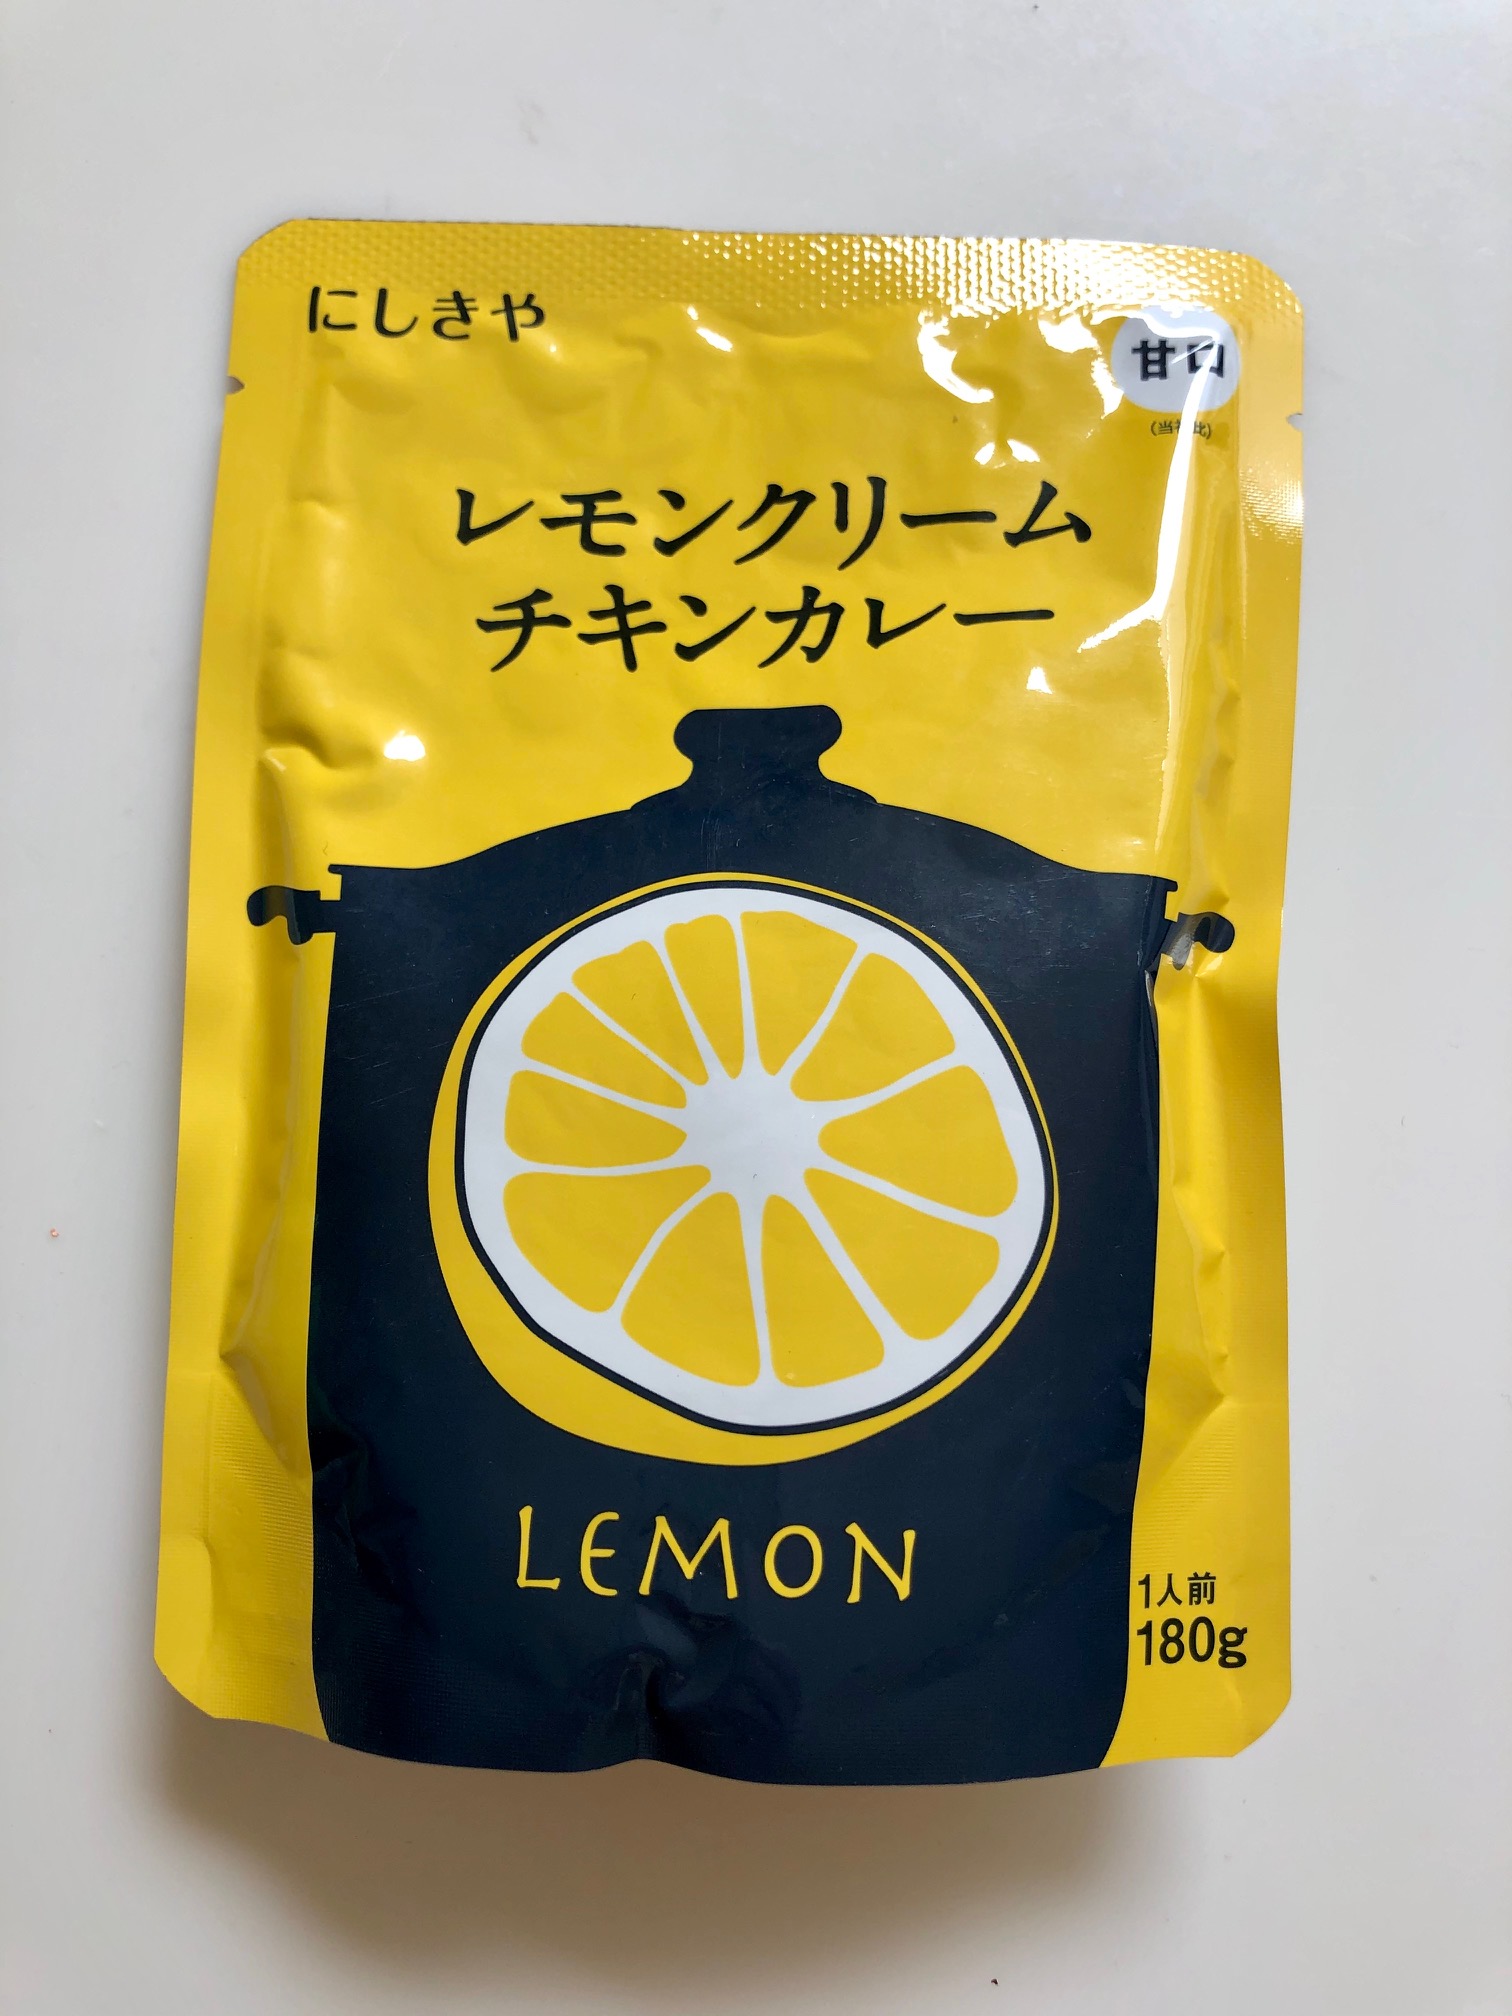 にしきや
甘口
(当社比)
レモンクリーム
チキンカレー
LEMON
1人前
180g